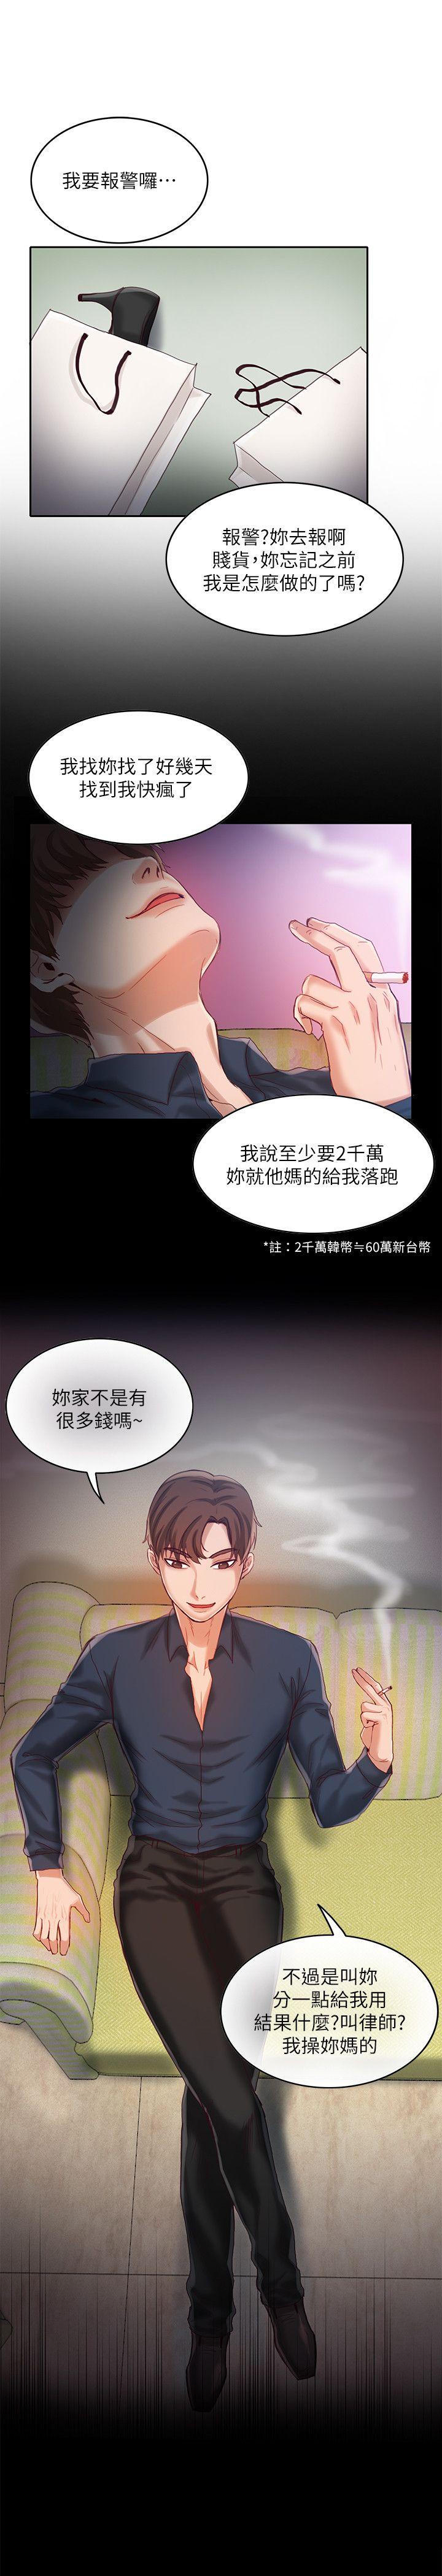 我要報警囉⋯
報警?妳去報啊
賤貨,妳忘記之前
我是怎麼做的了嗎?
我找妳找了好幾天
找到我快瘋了
我說至少要2千萬
妳就他媽的給我落跑
*註：2千萬韓幣≒60萬新台幣
妳家不是有
很多錢嗎~
不過是叫妳
分一點給我用
結果什麼?叫律師?
我操妳媽的